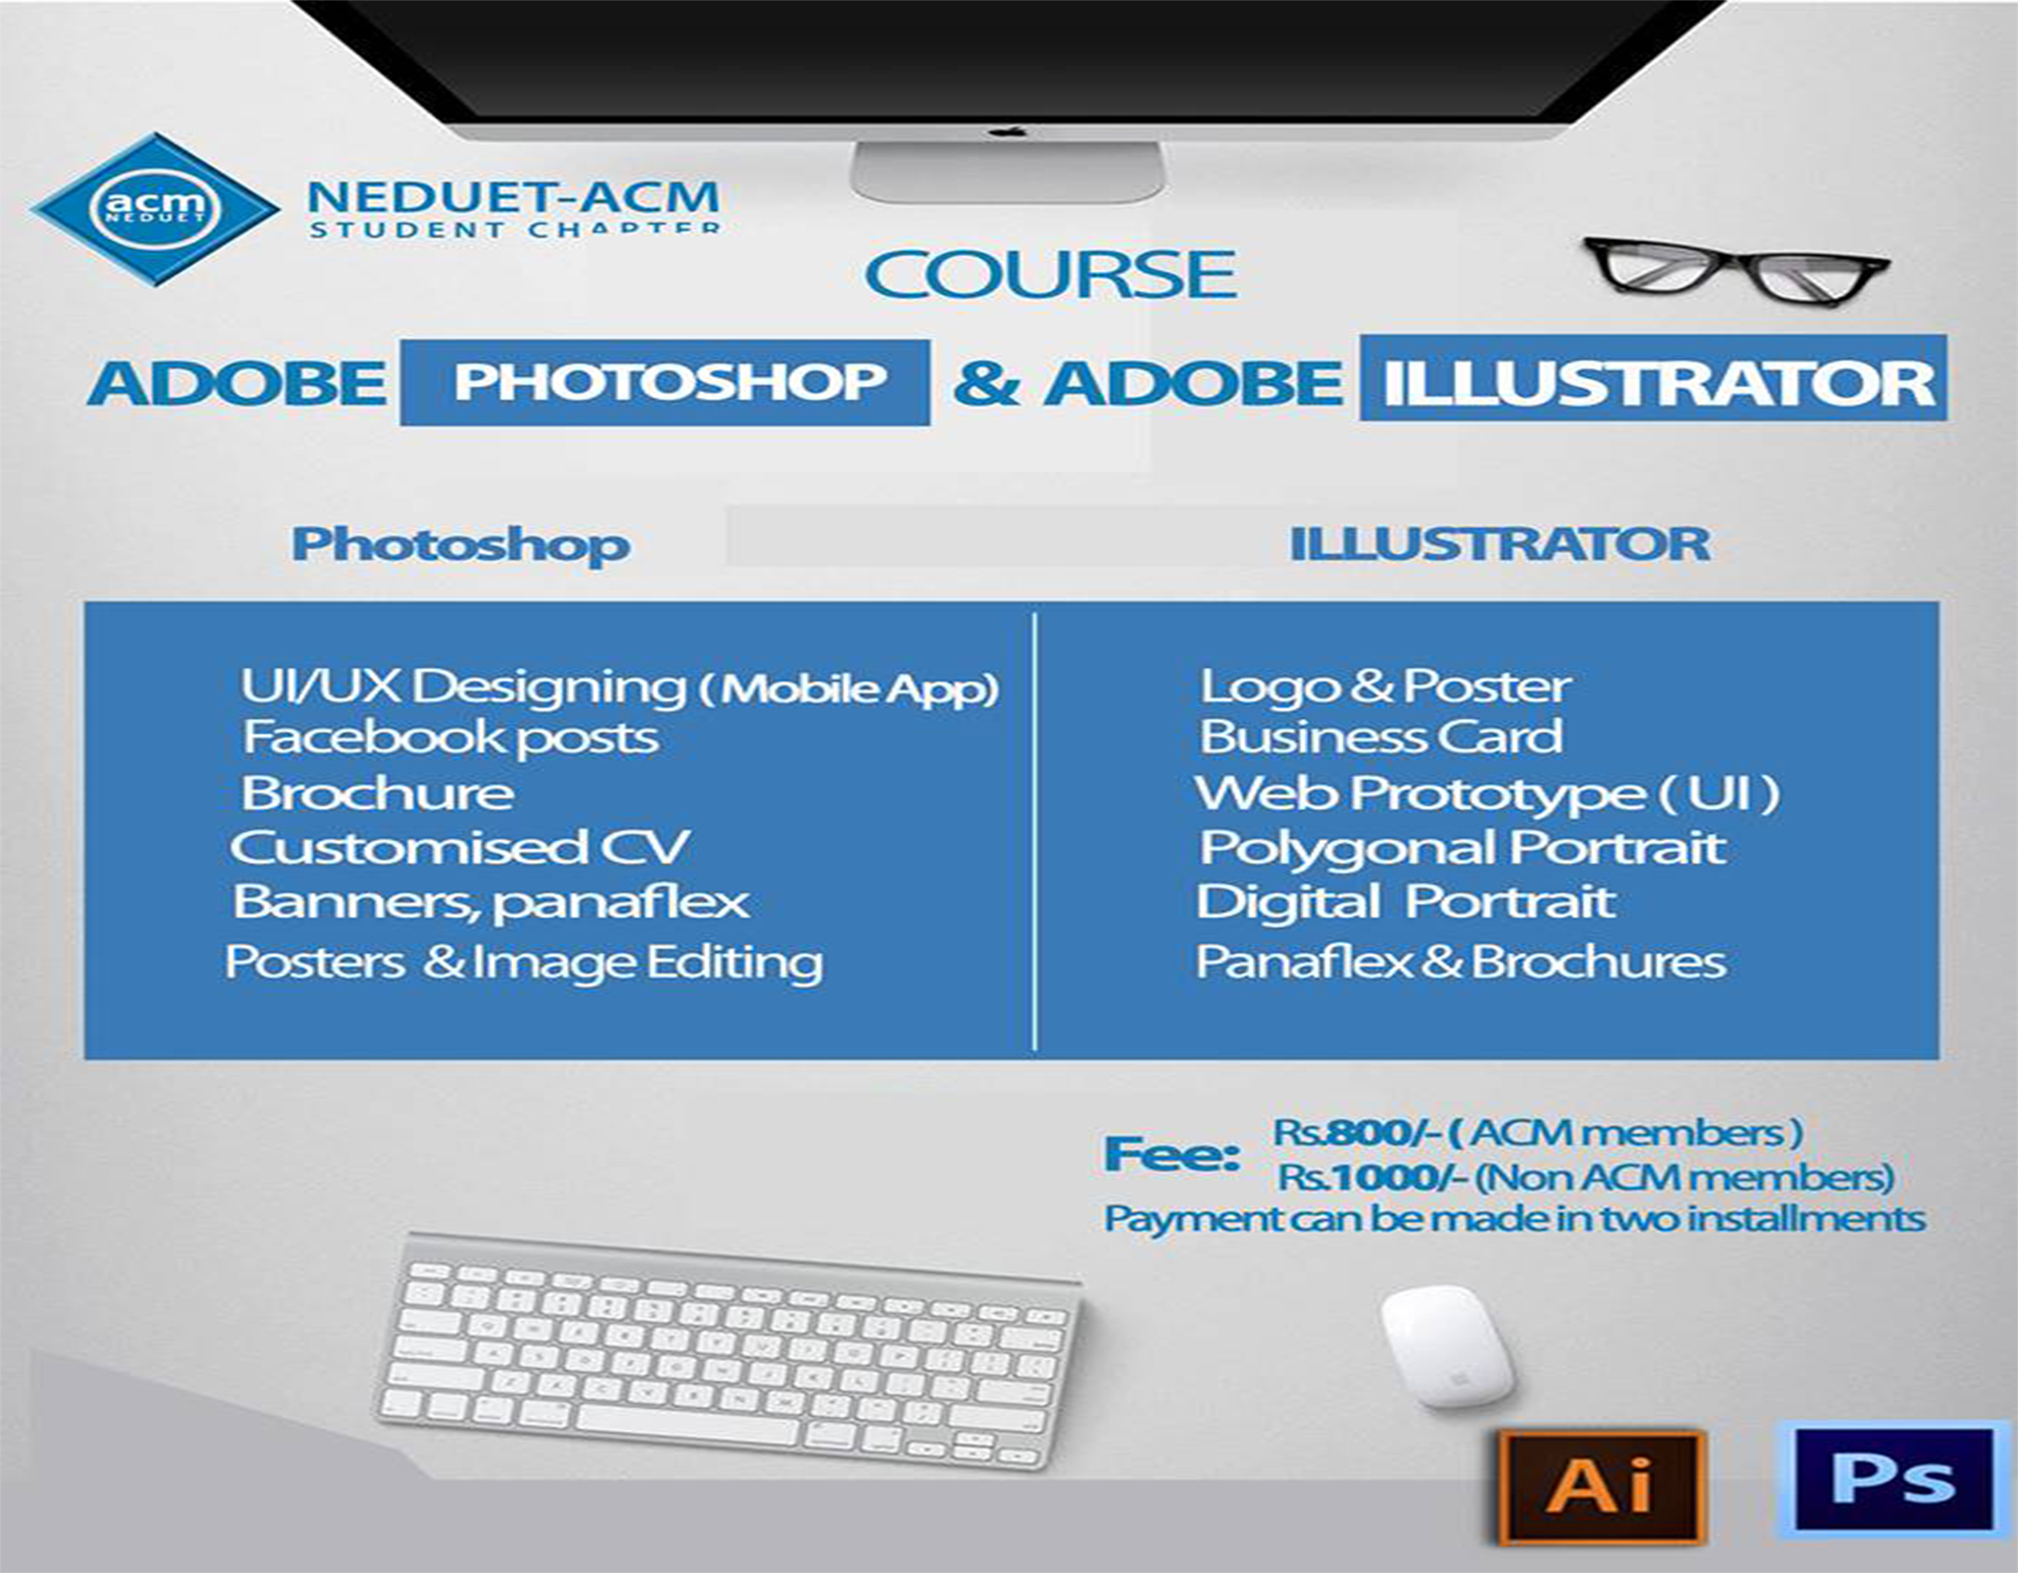 acm
NEDUET
NEDUET-ACM
STUDENT CHAPTER
COURSE
ADOBE PHOTOSHOP & ADOBE ILLUSTRATOR
Photoshop
ILLUSTRATOR
UI/UX Designing ( Mobile App)
Facebook posts
Brochure
Customised CV
Banners, panaflex
Posters & Image Editing
Logo & Poster
Business Card
Web Prototype ( UI )
Polygonal Portrait
Digital Portrait
Panaflex & Brochures
Fee: Rs.800/- ( ACM members )
Rs.1000/- (Non ACM members)
Payment can be made in two installments
Ai
Ps